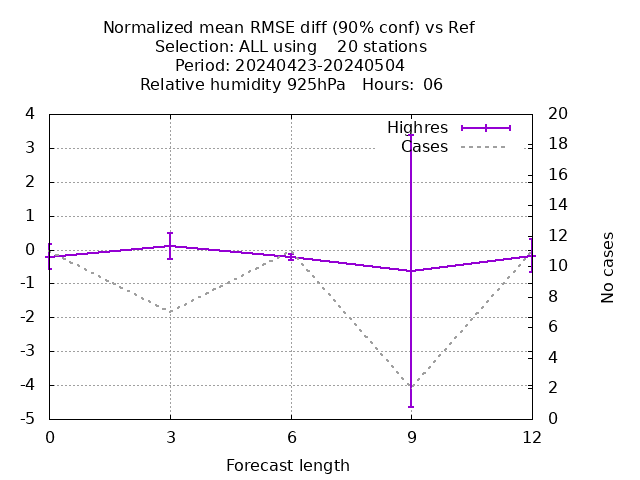 Normalized mean RMSE diff (90% conf) vs Ref
Selection: ALL using    20 stations
Period: 20240423-20240504
Relative humidity 925hPa   Hours:  06
Highres
Cases
4
3
2
1
0
-1
-2
-3
-4
-5
20
18
16
14
12
10
8
6
4
2
0
No cases
0 3 6 9 12
Forecast length